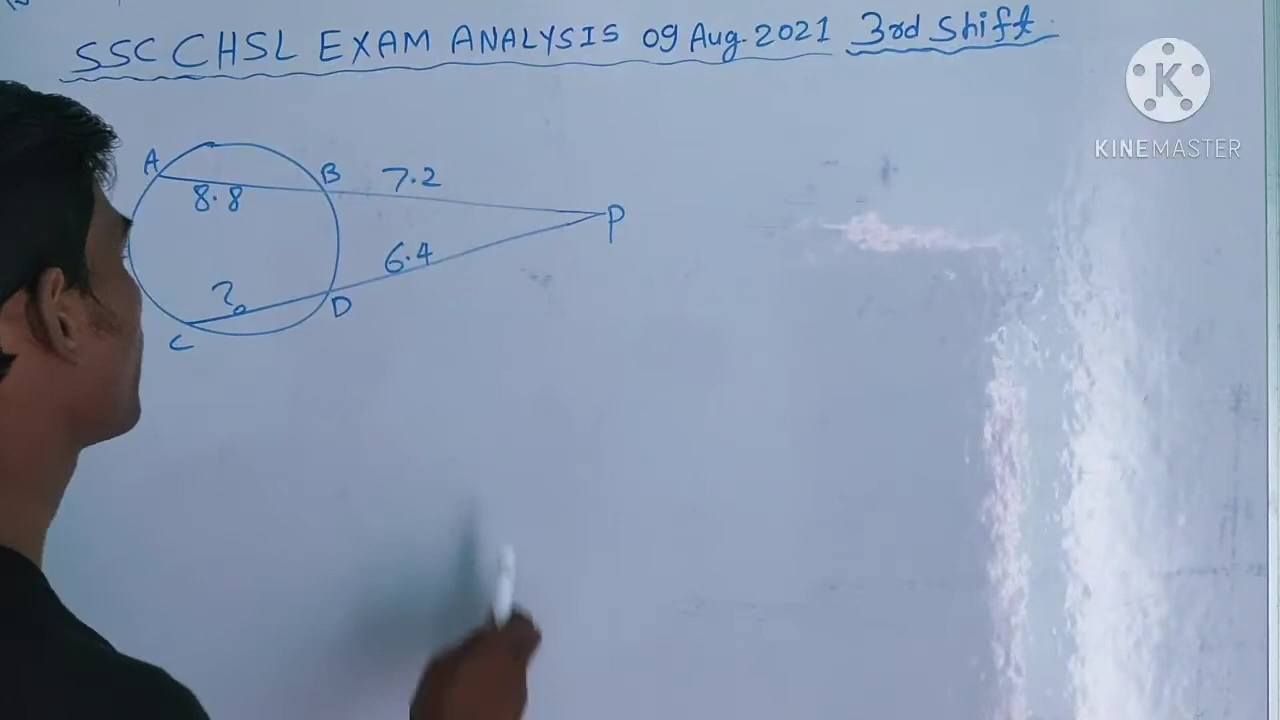 SSC CHSL EXAM ANALYSIS 09 Aug. 2021 3rd Shift
K
KINEMASTER
A
B
7.2
8.8
P
6.4
?
D
C